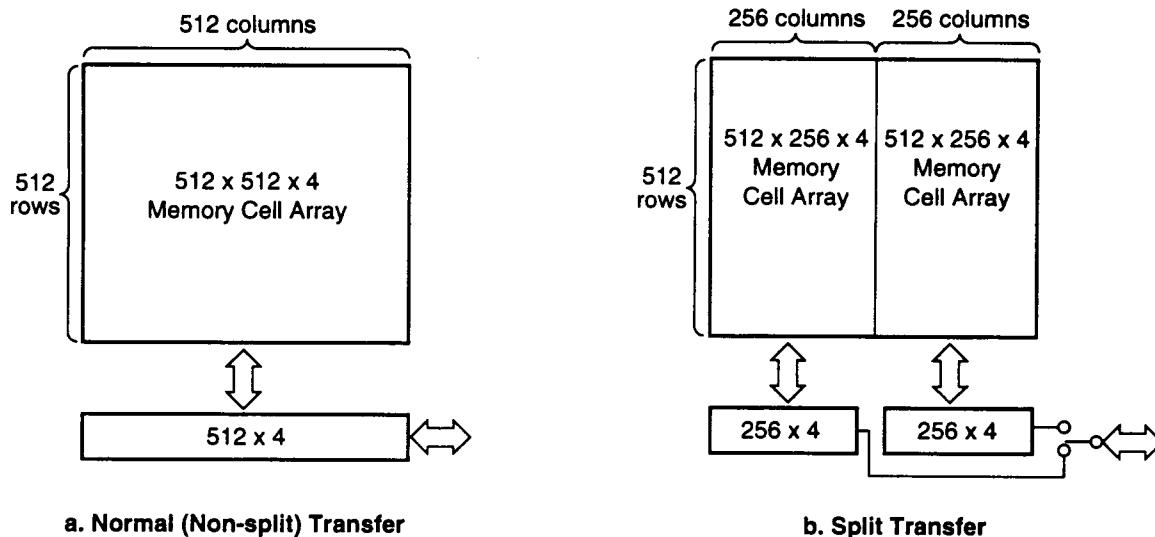 512 columns
512
rows
512 x 512 x 4
Memory Cell Array
512 x 4
a. Normal (Non-split) Transfer
256 columns 256 columns
512
rows
512 x 256 x 4
Memory
Cell Array
512 x 256 x 4
Memory
Cell Array
256 x 4
256 x 4
b. Split Transfer